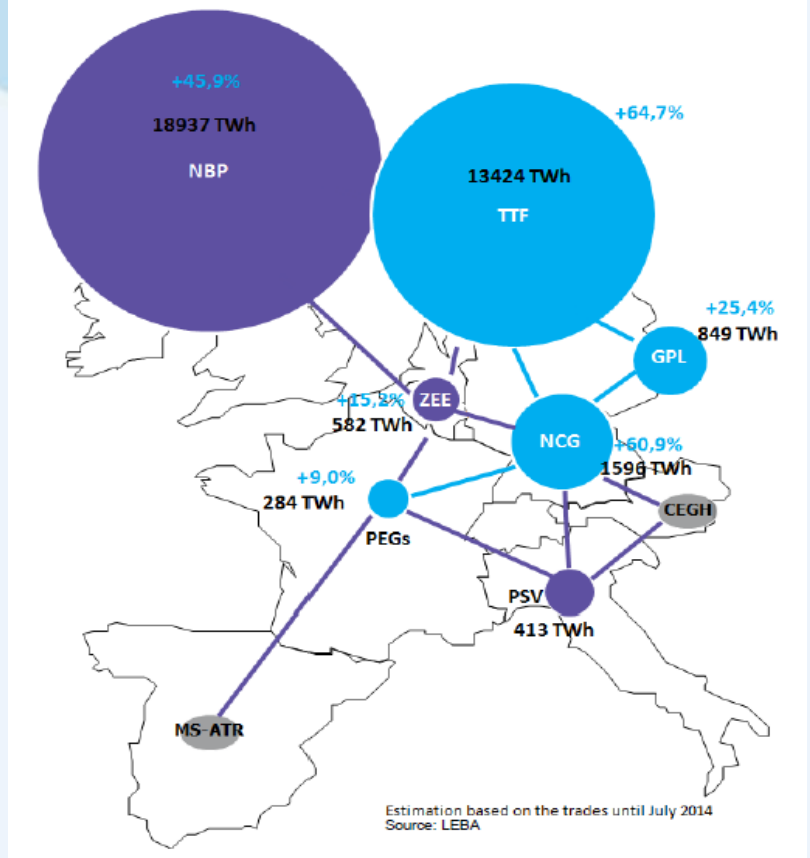 +45,9%
18937 TWh
NBP
+64,7%
13424 TWh
TTF
+25,4%
849 TWh
GPL
+15,2%
ZEE
582 TWh
NCG
+60,9%
1596 TWh
+9,0%
284 TWh
PEGs
CEGH
PSV
413 TWh
MS-ATR
Estimation based on the trades until July 2014
Source: LEBA